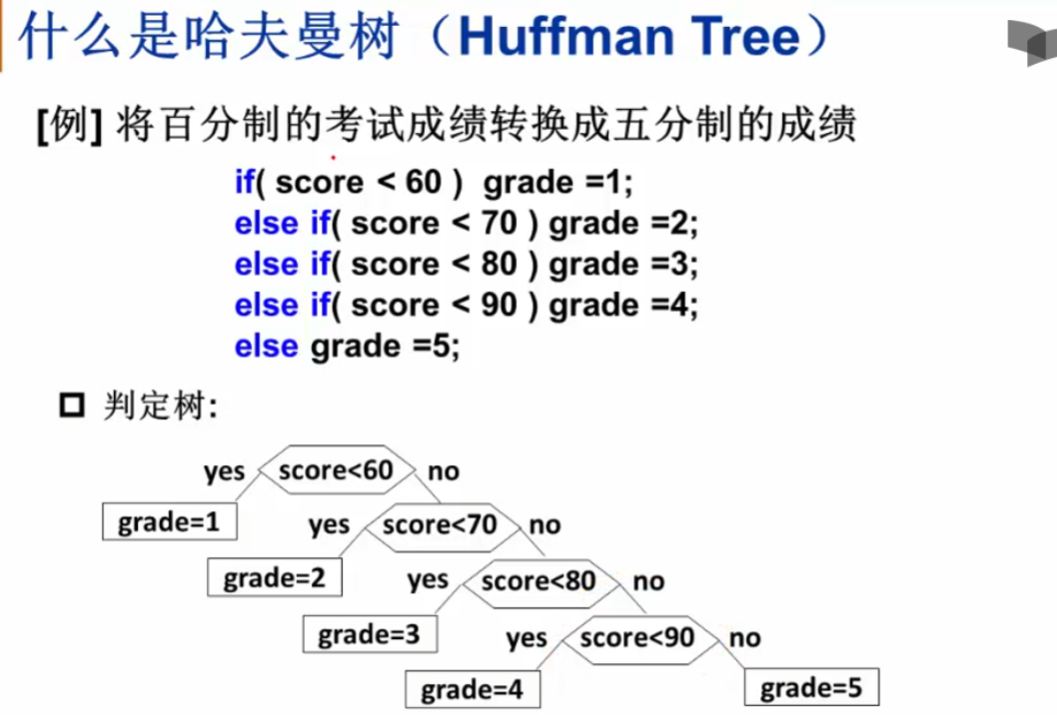 什么是哈夫曼树（Huffman Tree）
[例] 将百分制的考试成绩转换成五分制的成绩
if( score < 60 ) grade =1;
else if( score < 70 ) grade =2;
else if( score < 80 ) grade =3;
else if( score < 90 ) grade =4;
else grade =5;
判定树:
yes score<60 no
grade=1 yes score<70 no
grade=2 yes score<80 no
grade=3 yes score<90 no
grade=4 grade=5